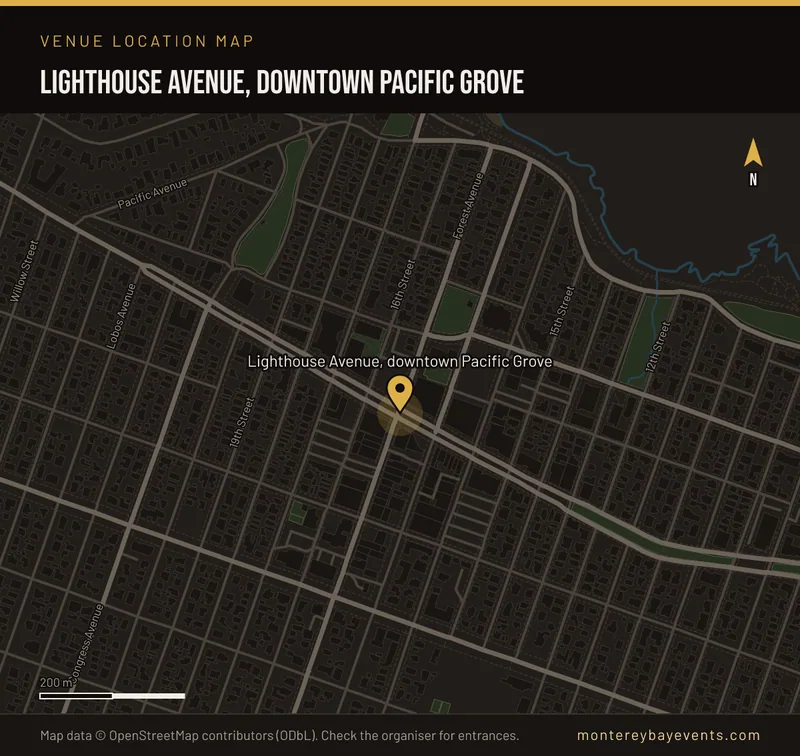 VENUE LOCATION MAP
LIGHTHOUSE AVENUE, DOWNTOWN PACIFIC GROVE
N
Pacific Avenue
Forest Avenue
Willow Street
Lobos Avenue
16th Street
15th Street
12th Street
Lighthouse Avenue, downtown Pacific Grove
19th Street
Congress Avenue
200 m
Map data © OpenStreetMap contributors (ODbL). Check the organiser for entrances.
montereybayevents.com